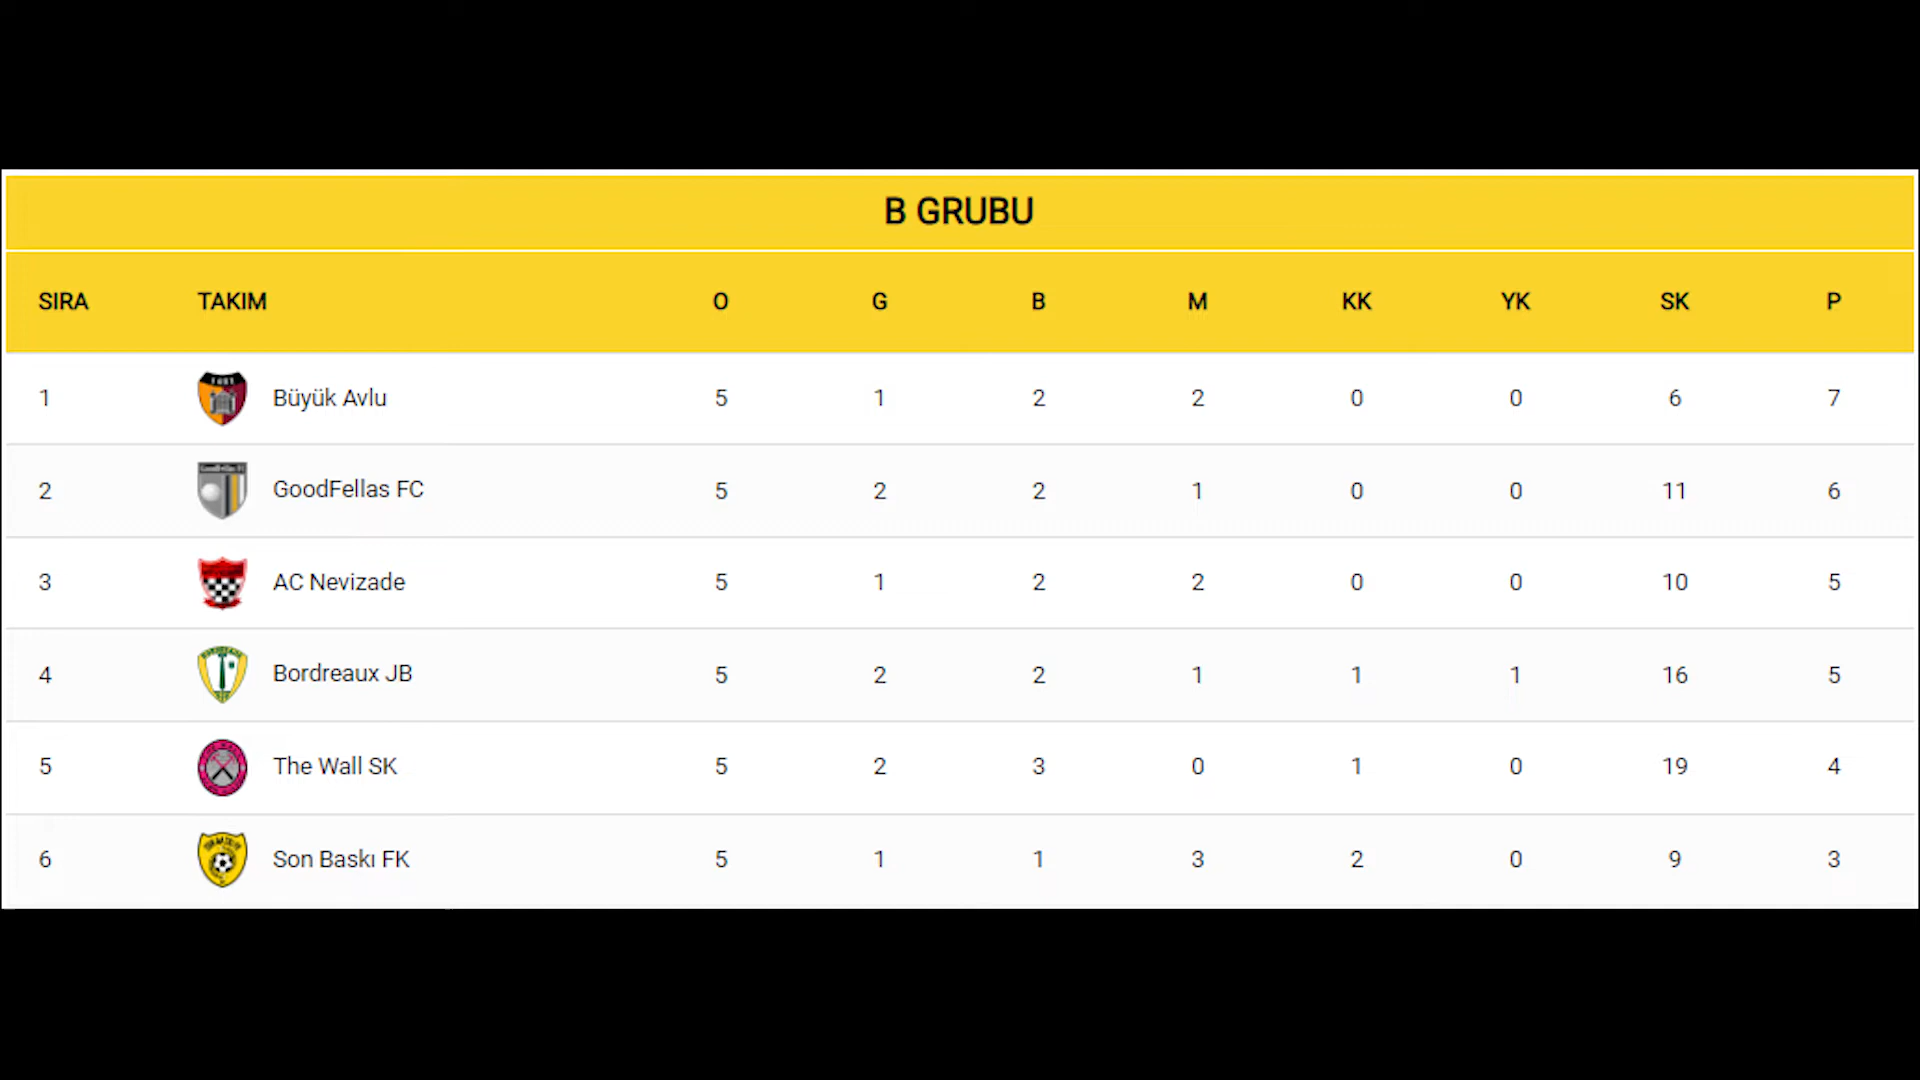 B GRUBU
SIRA TAKIM O G B M KK YK SK P
1 Büyük Avlu 5 1 2 2 0 0 6 7
2 GoodFellas FC 5 2 2 1 0 0 11 6
3 AC Nevizade 5 1 2 2 0 0 10 5
4 Bordreaux JB 5 2 2 1 1 1 16 5
5 The Wall SK 5 2 3 0 1 0 19 4
6 Son Baskı FK 5 1 1 3 2 0 9 3